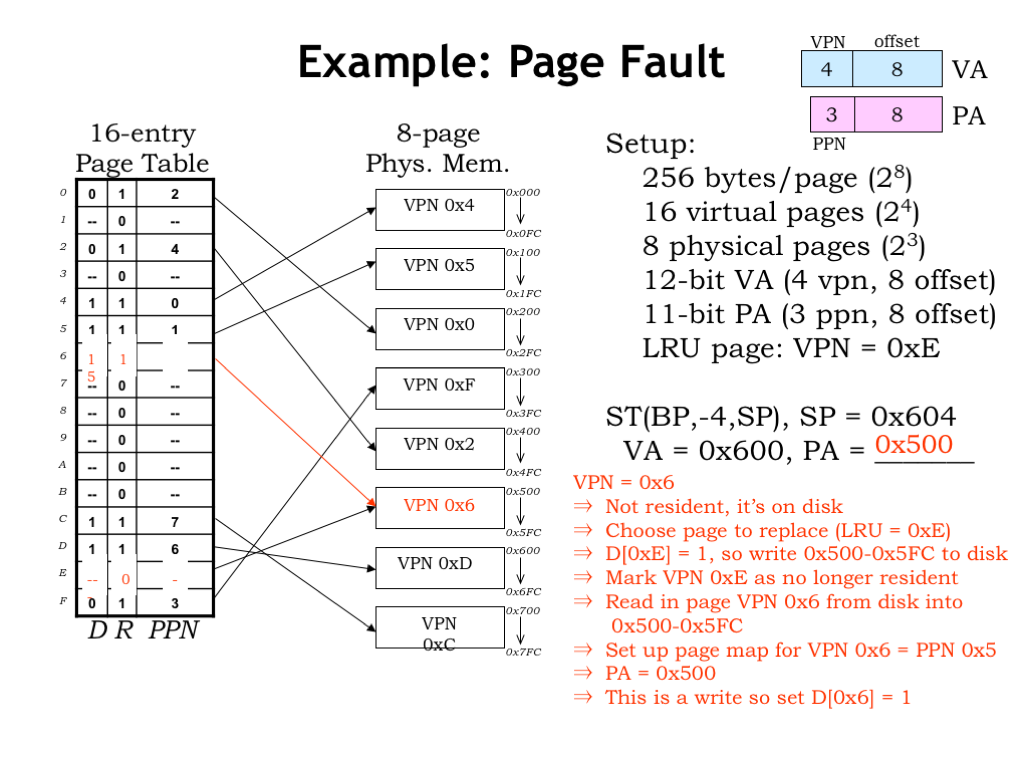 Example: Page Fault
VPN offset
4 8 VA
3 8 PA
PPN
16-entry
Page Table
0 0 1 2
1 -- 0 --
2 0 1 4
3 -- 0 --
4 1 1 0
5 1 1 1
6 1 1
5
7 -- 0 --
8 -- 0 --
9 -- 0 --
A -- 0 --
B -- 0 --
C 1 1 7
D 1 1 6
E -- 0 -
F 0 1 3
D R PPN
8-page
Phys. Mem.
VPN 0x4
0x000
0x0FC
VPN 0x5
0x100
0x1FC
VPN 0x0
0x200
0x2FC
VPN 0xF
0x300
0x3FC
VPN 0x2
0x400
0x4FC
VPN 0x6
0x500
0x5FC
VPN 0xD
0x600
0x6FC
VPN
0xC
0x700
0x7FC
Setup:
256 bytes/page (2⁸)
16 virtual pages (2⁴)
8 physical pages (2³)
12-bit VA (4 vpn, 8 offset)
11-bit PA (3 ppn, 8 offset)
LRU page: VPN = 0xE
ST(BP,-4,SP), SP = 0x604
VA = 0x600, PA = 0x500
VPN = 0x6
⇒ Not resident, it’s on disk
⇒ Choose page to replace (LRU = 0xE)
⇒ D[0xE] = 1, so write 0x500-0x5FC to disk
⇒ Mark VPN 0xE as no longer resident
⇒ Read in page VPN 0x6 from disk into
0x500-0x5FC
⇒ Set up page map for VPN 0x6 = PPN 0x5
⇒ PA = 0x500
⇒ This is a write so set D[0x6] = 1